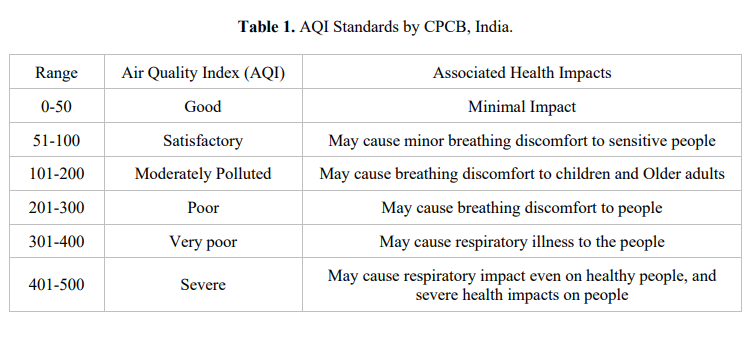 Table 1. AQI Standards by CPCB, India.
Range Air Quality Index (AQI) Associated Health Impacts
0-50 Good Minimal Impact
51-100 Satisfactory May cause minor breathing discomfort to sensitive people
101-200 Moderately Polluted May cause breathing discomfort to children and Older adults
201-300 Poor May cause breathing discomfort to people
301-400 Very poor May cause respiratory illness to the people
401-500 Severe May cause respiratory impact even on healthy people, and
severe health impacts on people